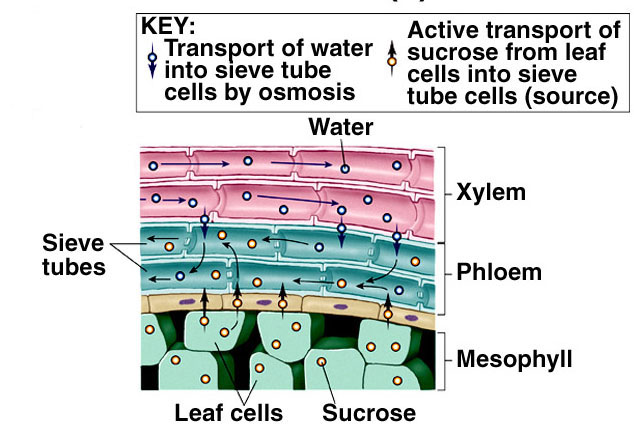 KEY:
Transport of water
into sieve tube
cells by osmosis
Active transport of
sucrose from leaf
cells into sieve
tube cells (source)
Water
Xylem
Sieve
tubes
Phloem
Mesophyll
Leaf cells
Sucrose